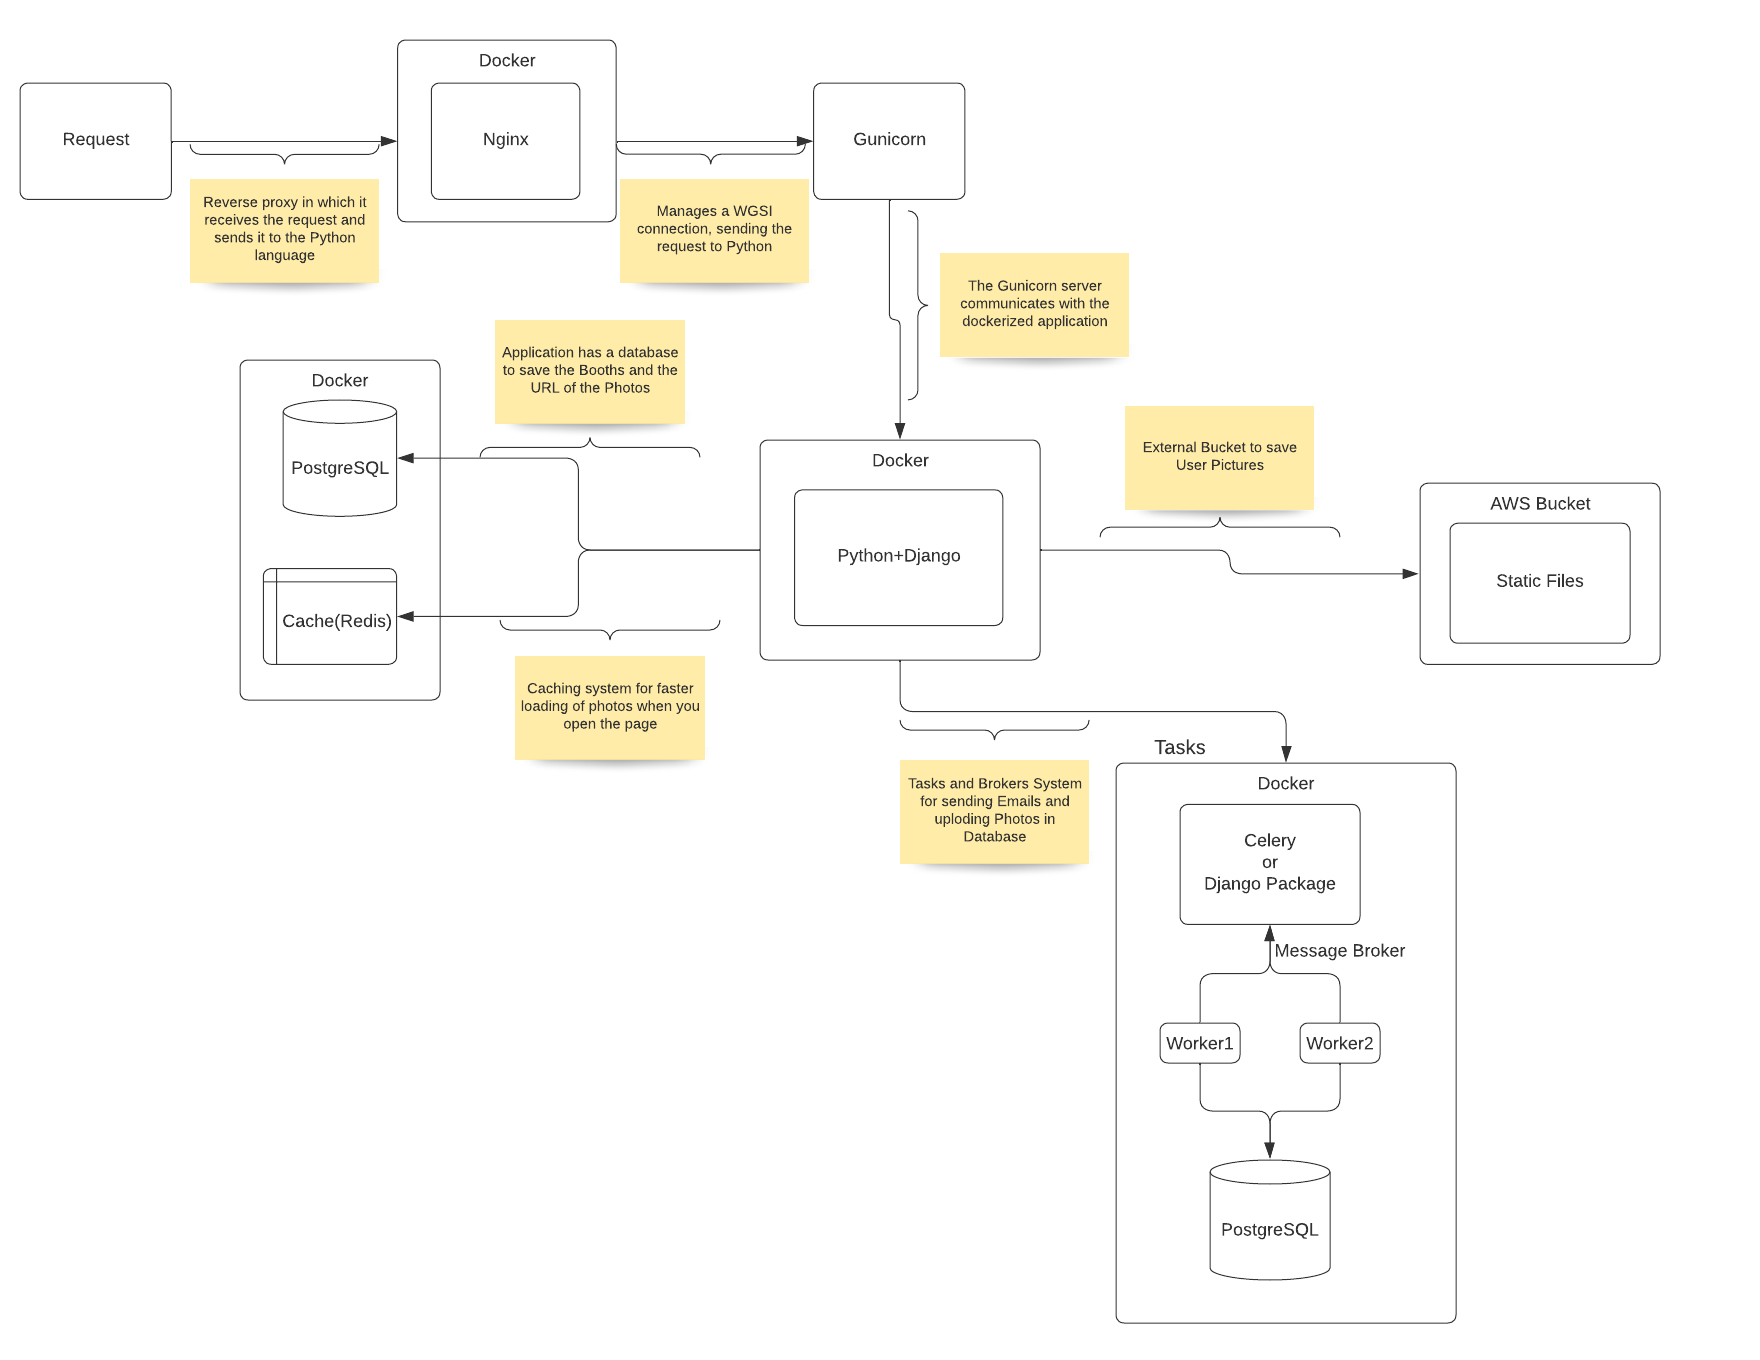 Docker
Request
Nginx
Gunicorn
Reverse proxy in which it
receives the request and
sends it to the Python
language
Manages a WGSI
connection, sending the
request to Python
The Gunicorn server
communicates with the
dockerized application
Application has a database
to save the Booths and the
URL of the Photos
Docker
PostgreSQL
Cache(Redis)
Caching system for faster
loading of photos when you
open the page
Docker
Python+Django
External Bucket to save
User Pictures
AWS Bucket
Static Files
Tasks and Brokers System
for sending Emails and
uploding Photos in
Database
Tasks
Docker
Celery
or
Django Package
Message Broker
Worker1
Worker2
PostgreSQL